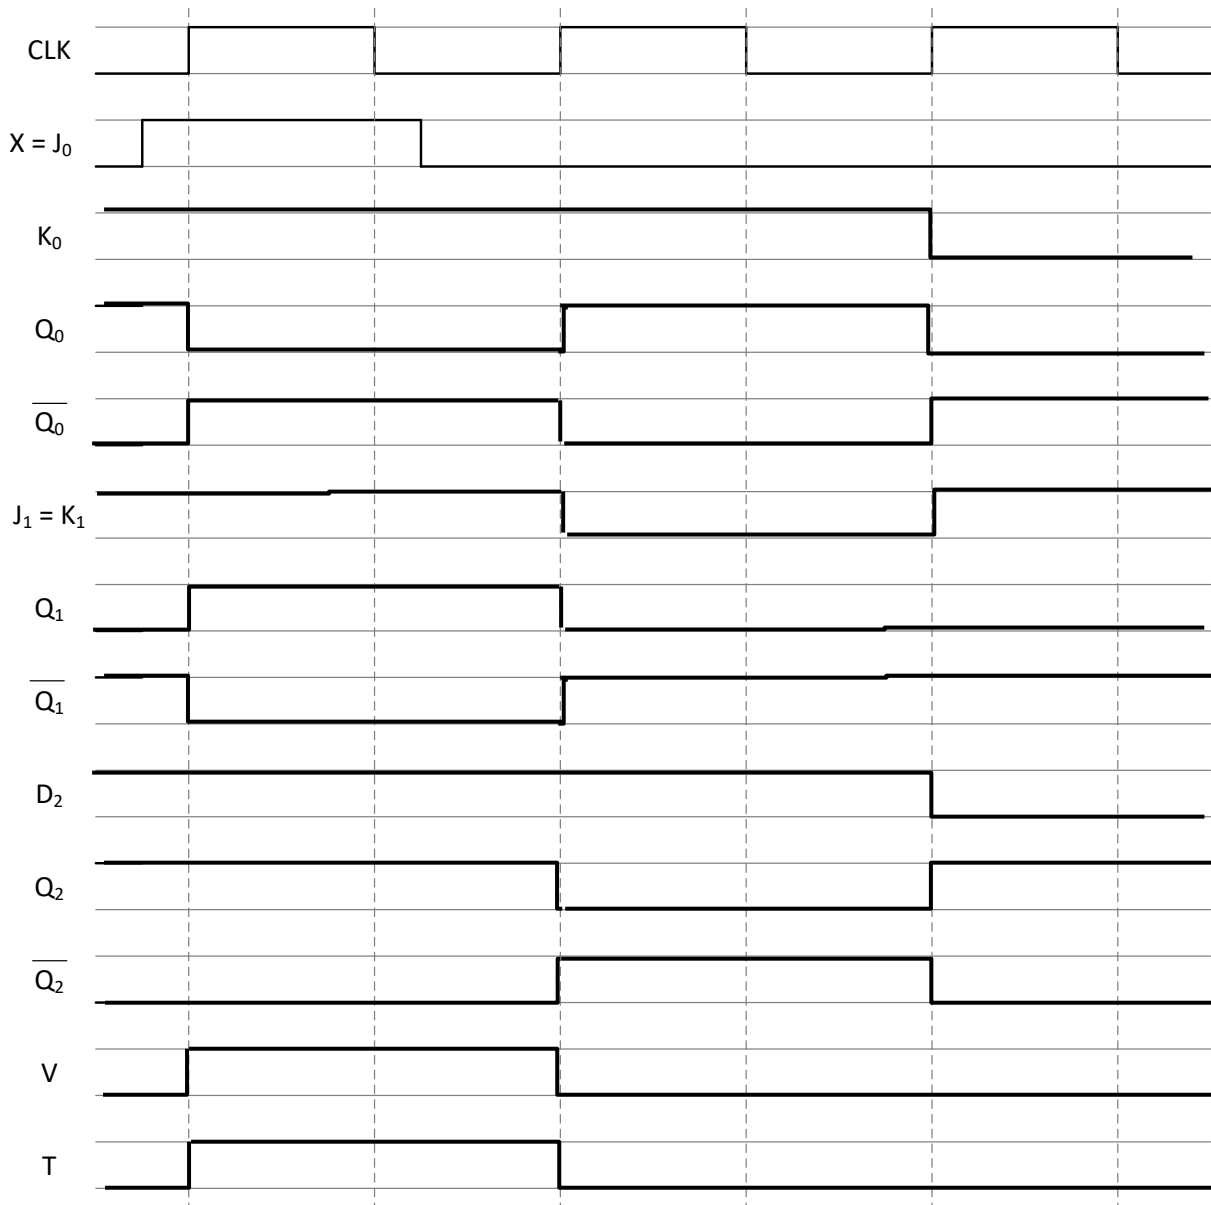 CLK
X = J₀
K₀
Q₀
Q̅₀
J₁ = K₁
Q₁
Q̅₁
D₂
Q₂
Q̅₂
V
T